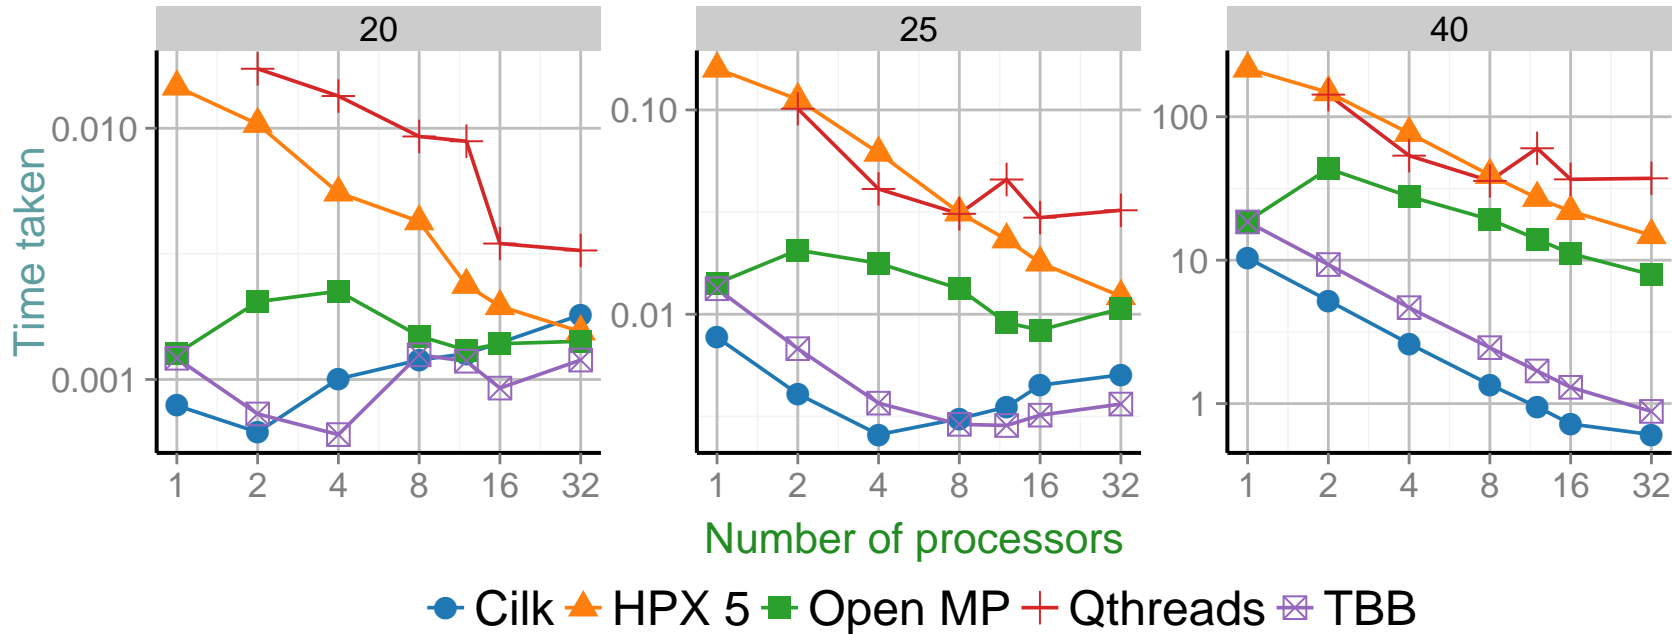 20 25 40
Time taken
0.010
0.001
0.10
0.01
100
10
1
1 2 4 8 16 32 1 2 4 8 16 32 1 2 4 8 16 32
Number of processors
Cilk HPX 5 Open MP Qthreads TBB